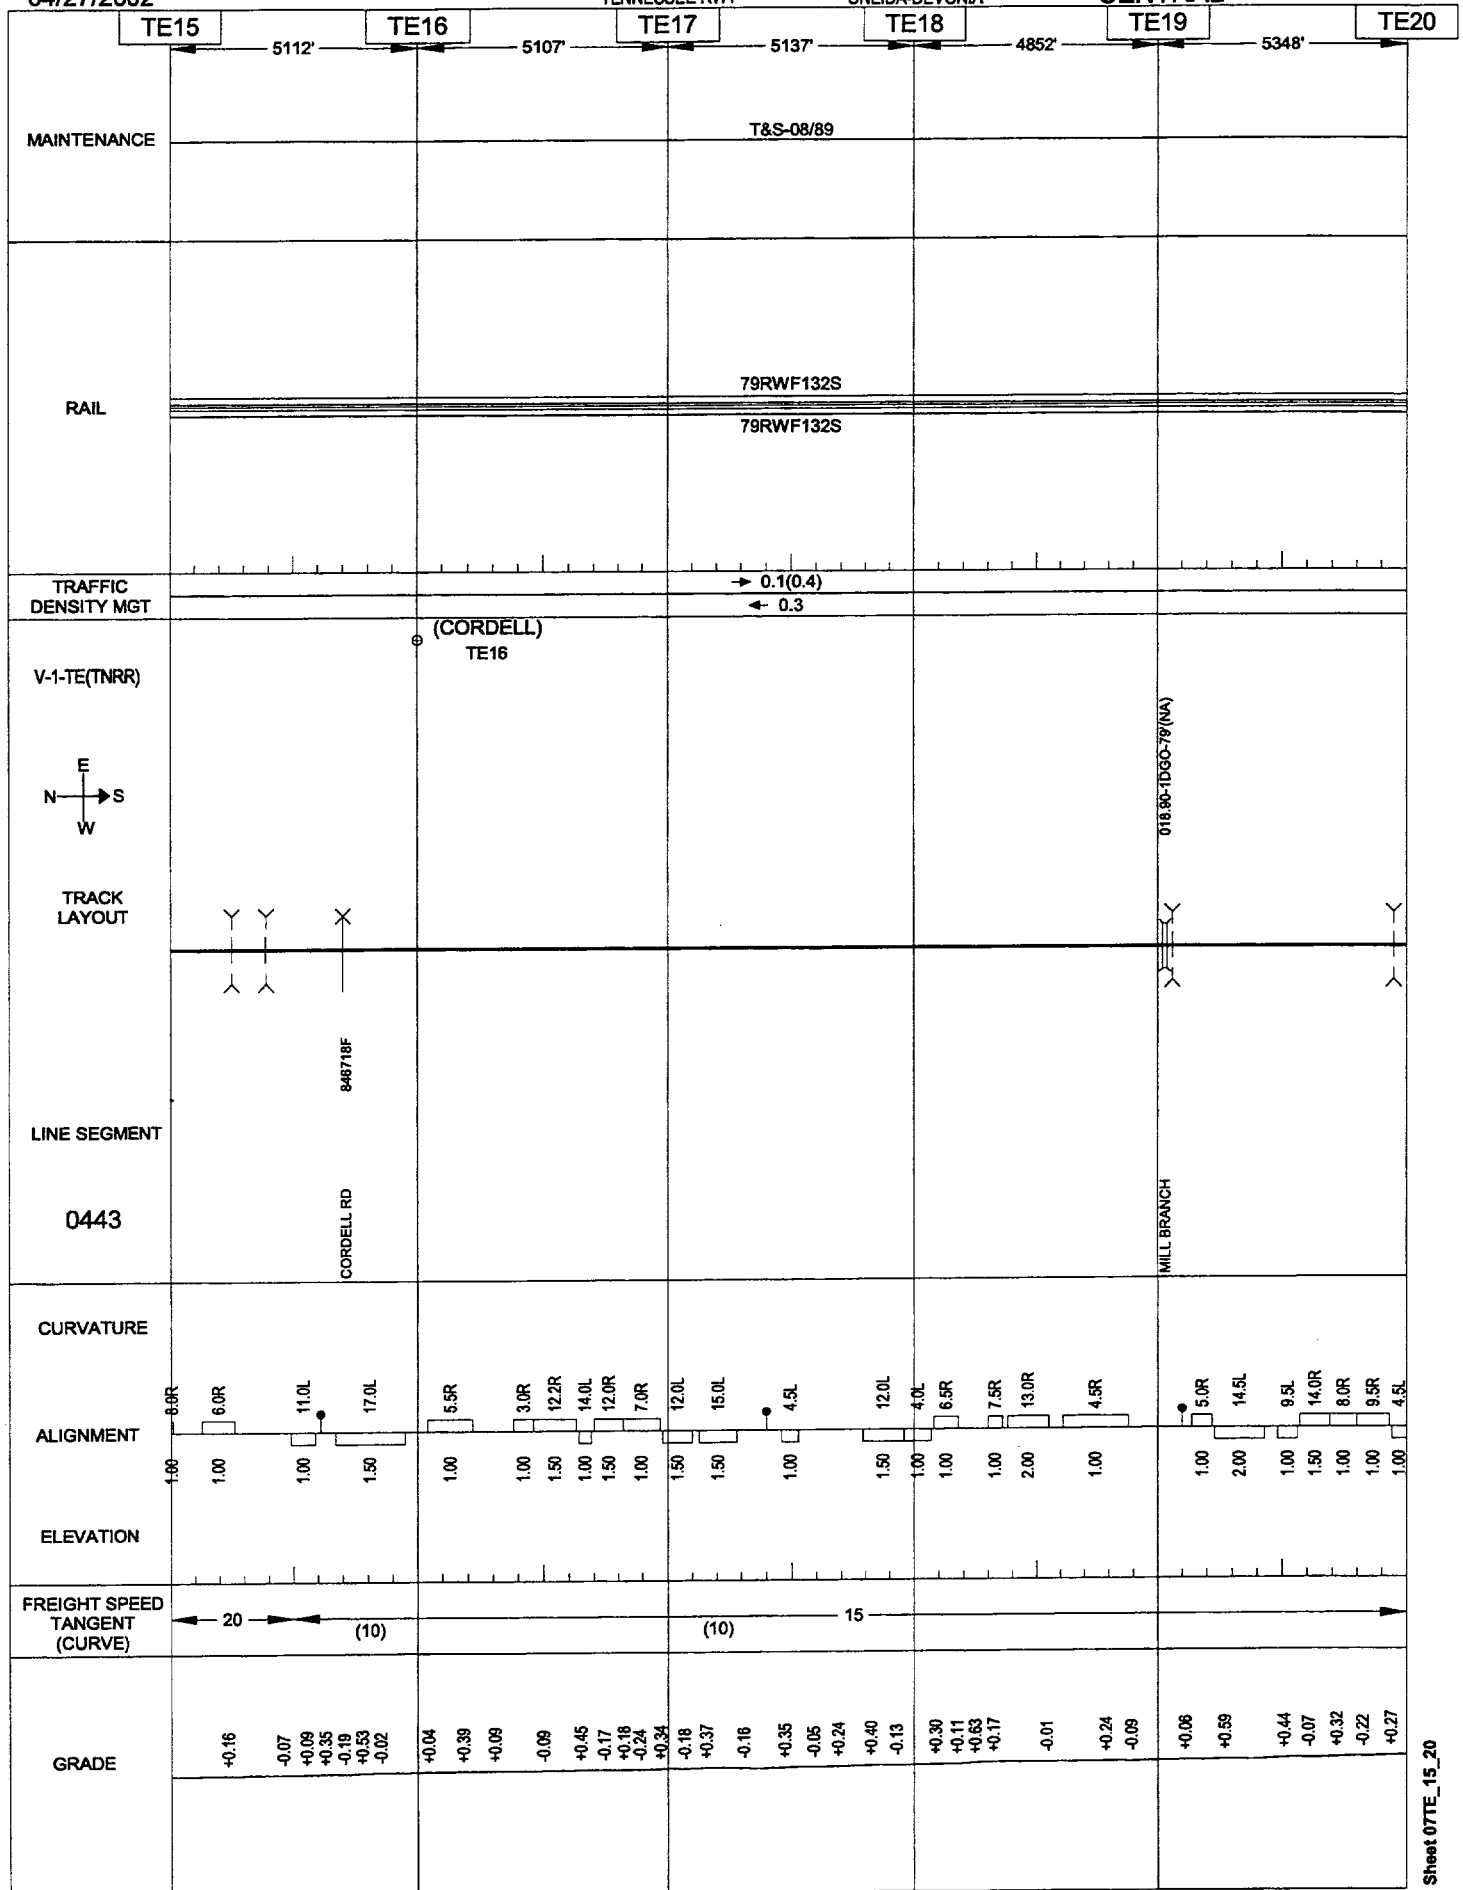 TE15 TE16 TE17 TE18 TE19 TE20
5112' 5107' 5137' 4852' 5348'
MAINTENANCE
T&S-08/89
RAIL
79RWF132S
79RWF132S
TRAFFIC
DENSITY MGT
0.1(0.4)
0.3
(CORDELL)
TE16
V-1-TE(TNRR)
E
N S
W
018.90-1DGO-79'(NA)
TRACK
LAYOUT
846718F
LINE SEGMENT
0443
CORDELL RD
MILL BRANCH
CURVATURE
6.0R 11.0L 17.0L 5.5R 3.0R 12.2R 14.0L 12.0R 7.0R 12.0L 15.0L 4.5L 12.0L 4.0L 6.5R 7.5R 13.0R 4.5R 5.0R 14.5L 9.5L 14.0R 8.0R 9.5R 4.5L
ALIGNMENT
1.00 1.00 1.00 1.50 1.00 1.00 1.50 1.00 1.50 1.00 1.50 1.50 1.00 1.50 1.00 1.00 1.00 2.00 1.00 1.00 2.00 1.00 1.50 1.00 1.00 1.00
ELEVATION
FREIGHT SPEED
TANGENT
(CURVE)
20 (10) (10) 15
GRADE
+0.16 -0.07 +0.09 +0.35 -0.19 +0.53 -0.02 +0.04 +0.39 +0.09 -0.09 +0.45 -0.17 +0.18 -0.24 +0.34 -0.18 +0.37 -0.16 +0.35 -0.05 +0.24 +0.40 -0.13 +0.30 +0.11 +0.63 +0.17 -0.01 +0.24 -0.09 +0.06 +0.59 +0.44 -0.07 +0.32 -0.22 +0.27
Sheet 07TE_15_20